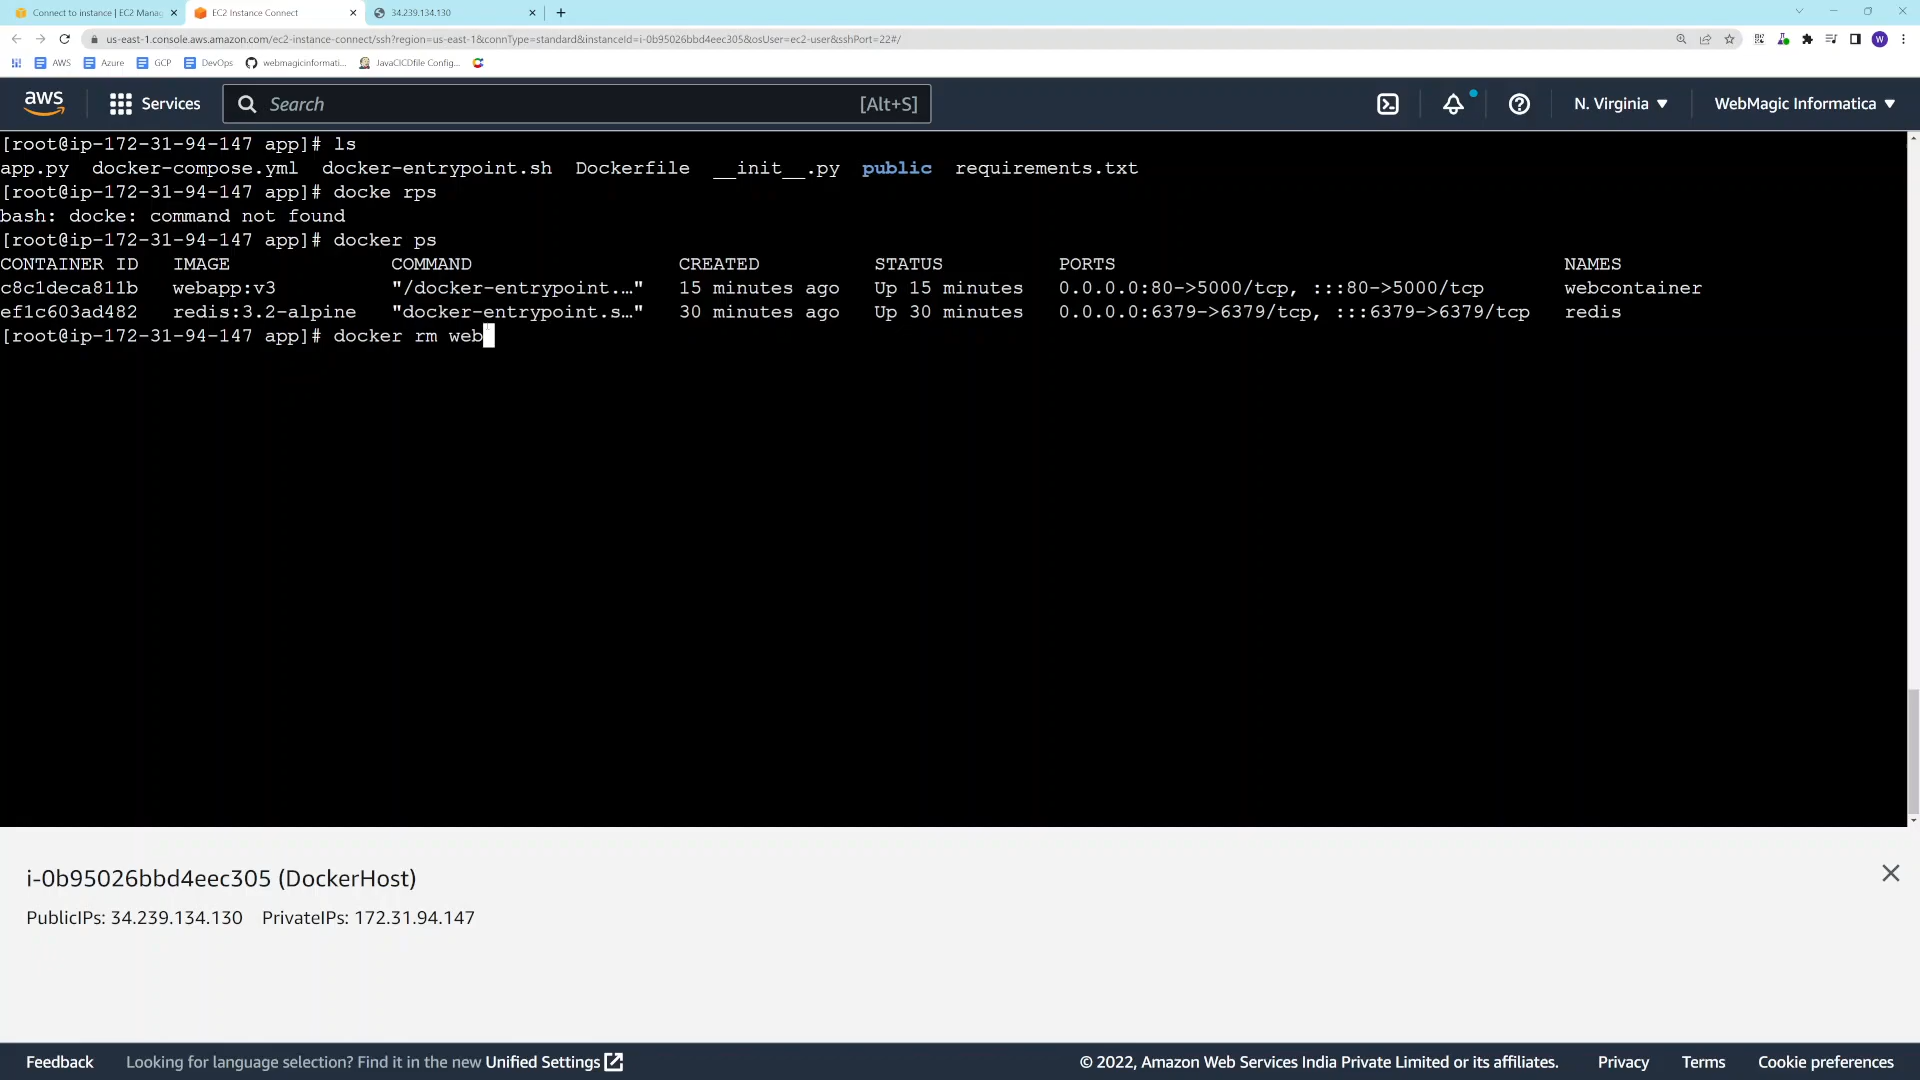 Connect to instance | EC2 Manag
EC2 Instance Connect
34.239.134.130
us-east-1.console.aws.amazon.com/ec2-instance-connect/ssh?region=us-east-1&connType=standard&instanceId=i-0b95026bbd4eec305&osUser=ec2-user&sshPort=22#/
W
AWS Azure GCP DevOps webmagicinformati... JavaCICDfile Config...
aws Services Search [Alt+S] N. Virginia WebMagic Informatica
[root@ip-172-31-94-147 app]# ls
app.py docker-compose.yml docker-entrypoint.sh Dockerfile __init__.py public requirements.txt
[root@ip-172-31-94-147 app]# docke rps
bash: docke: command not found
[root@ip-172-31-94-147 app]# docker ps
CONTAINER ID IMAGE COMMAND CREATED STATUS PORTS NAMES
c8c1deca811b webapp:v3 "/docker-entrypoint.…" 15 minutes ago Up 15 minutes 0.0.0.0:80->5000/tcp, :::80->5000/tcp webcontainer
ef1c603ad482 redis:3.2-alpine "docker-entrypoint.s…" 30 minutes ago Up 30 minutes 0.0.0.0:6379->6379/tcp, :::6379->6379/tcp redis
[root@ip-172-31-94-147 app]# docker rm web
i-0b95026bbd4eec305 (DockerHost)
PublicIPs: 34.239.134.130 PrivateIPs: 172.31.94.147
Feedback Looking for language selection? Find it in the new Unified Settings © 2022, Amazon Web Services India Private Limited or its affiliates. Privacy Terms Cookie preferences